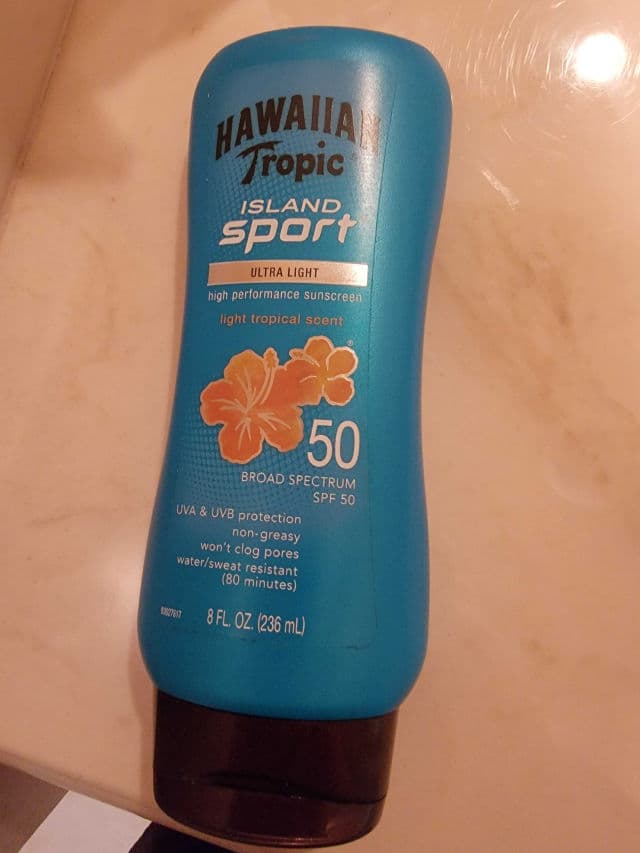 HAWAIIAN
Tropic
ISLAND
sport
ULTRA LIGHT
high performance sunscreen
light tropical scent
®
50
BROAD SPECTRUM
SPF 50
UVA & UVB protection
non-greasy
won't clog pores
water/sweat resistant
(80 minutes)
8 FL. OZ. (236 mL)